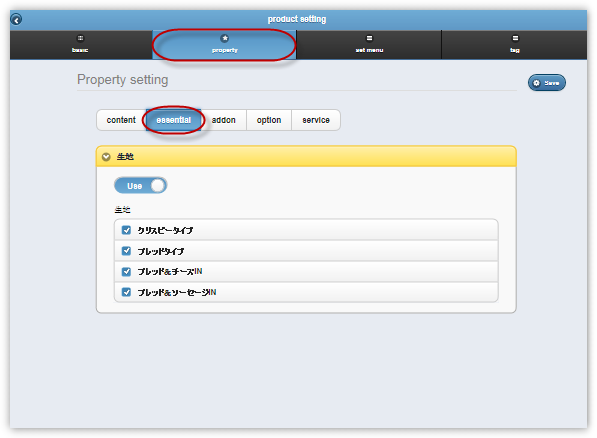 product setting
basic
property
set menu
tag
Property setting
Save
content
essential
addon
option
service
生地
Use
生地
クリスピータイプ
ブレッドタイプ
ブレッド&チーズIN
ブレッド&ソーセージIN